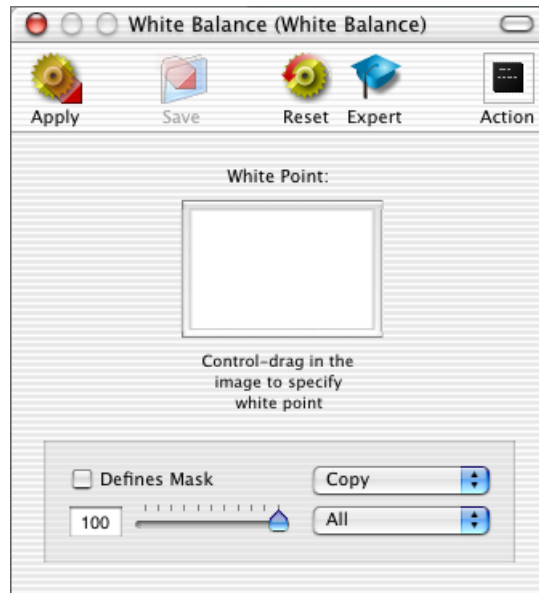 White Balance (White Balance)
Apply Save Reset Expert Action
White Point:
Control-drag in the
image to specify
white point
Defines Mask Copy
100 All